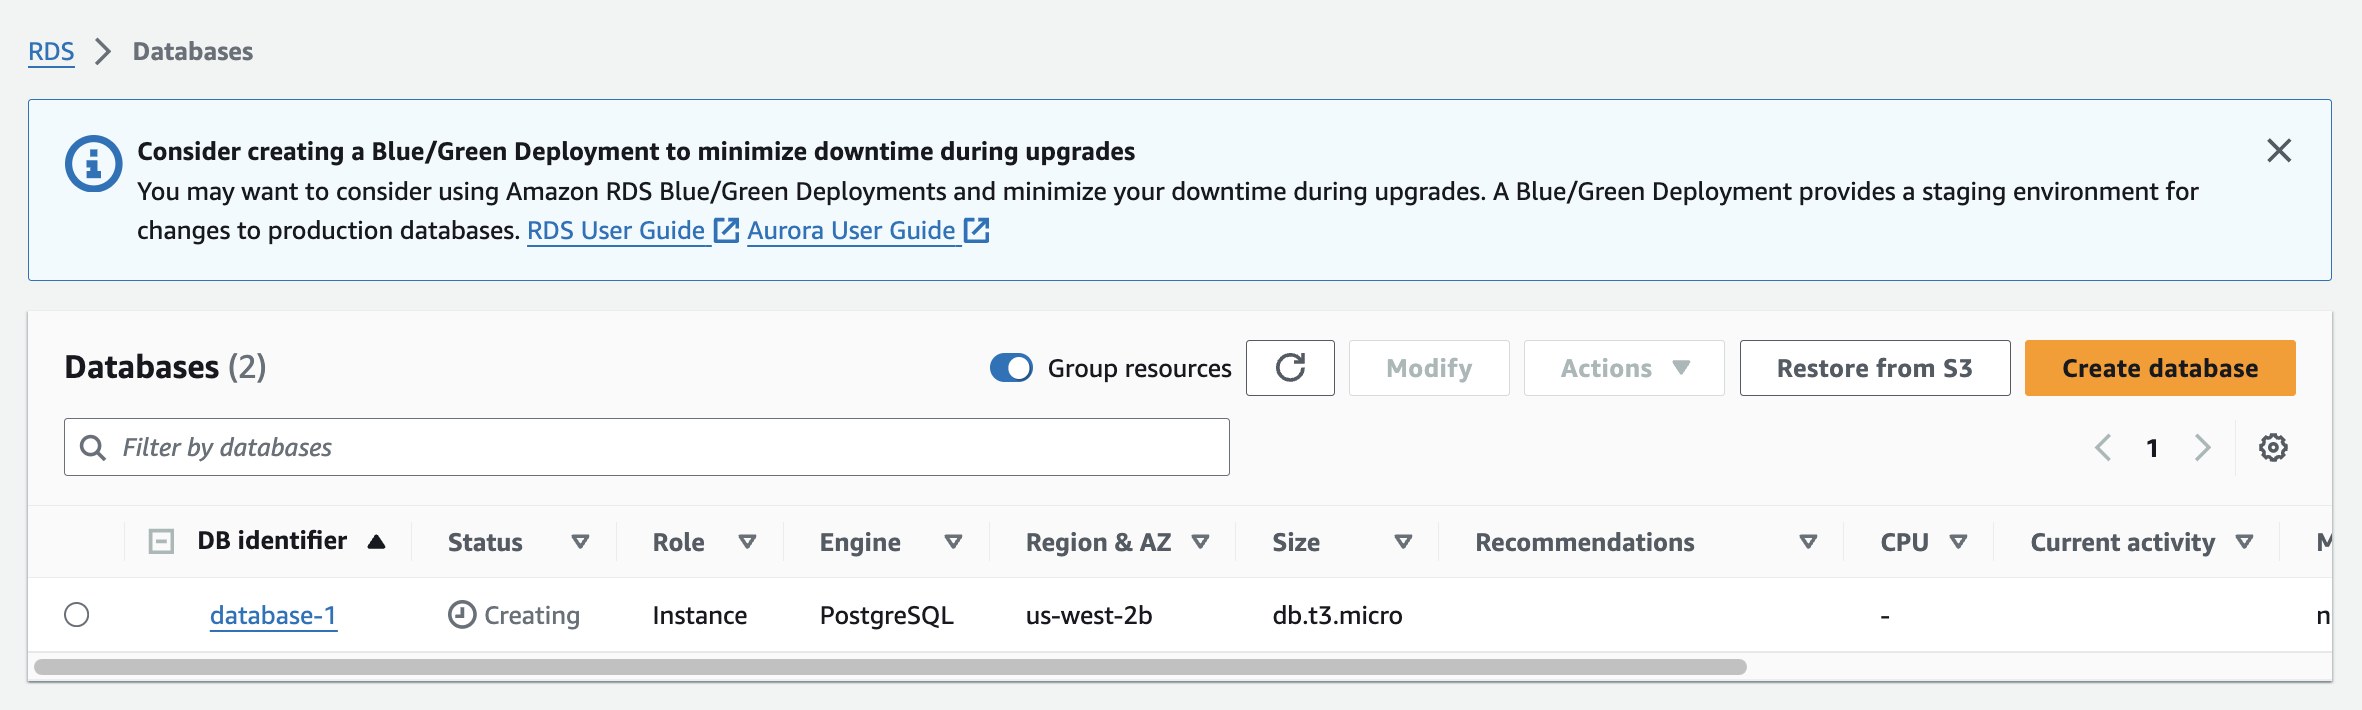 RDS Databases
Consider creating a Blue/Green Deployment to minimize downtime during upgrades
You may want to consider using Amazon RDS Blue/Green Deployments and minimize your downtime during upgrades. A Blue/Green Deployment provides a staging environment for
changes to production databases. RDS User Guide Aurora User Guide
Databases (2) Group resources Modify Actions Restore from S3 Create database
Filter by databases 1
DB identifier Status Role Engine Region & AZ Size Recommendations CPU Current activity
database-1 Creating Instance PostgreSQL us-west-2b db.t3.micro -